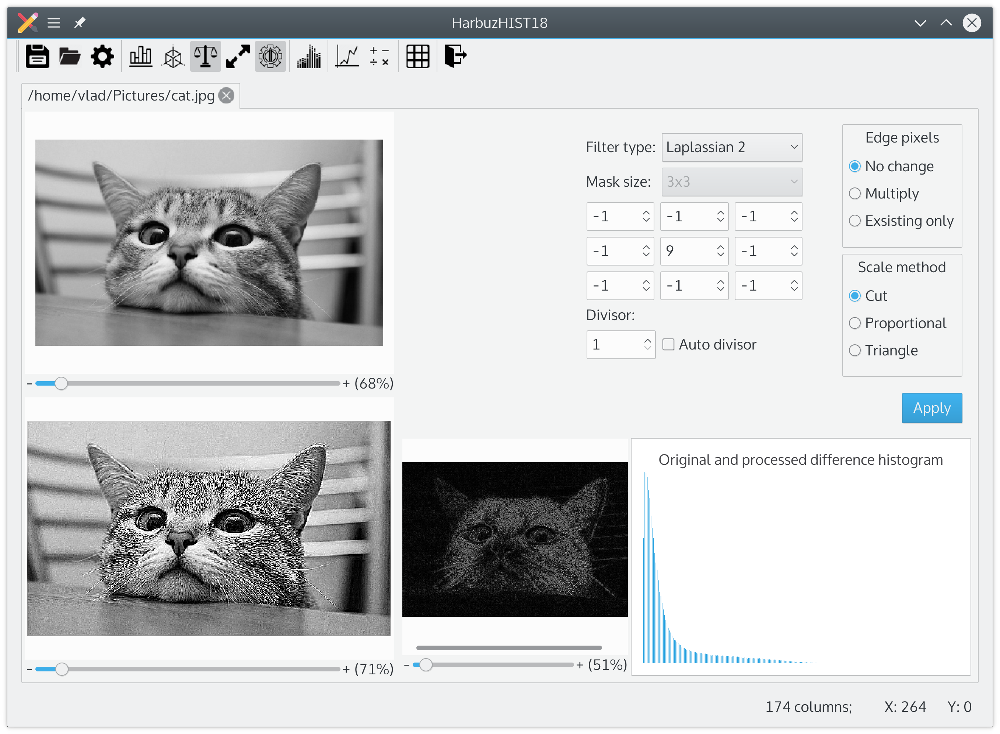 HarbuzHIST18
/home/vlad/Pictures/cat.jpg
Filter type: Laplassian 2
Mask size: 3x3
-1 -1 -1
-1 9 -1
-1 -1 -1
Divisor:
1 Auto divisor
Edge pixels
No change
Multiply
Exsisting only
Scale method
Cut
Proportional
Triangle
Apply
- + (68%)
- + (71%)
- + (51%)
Original and processed difference histogram
174 columns; X: 264 Y: 0